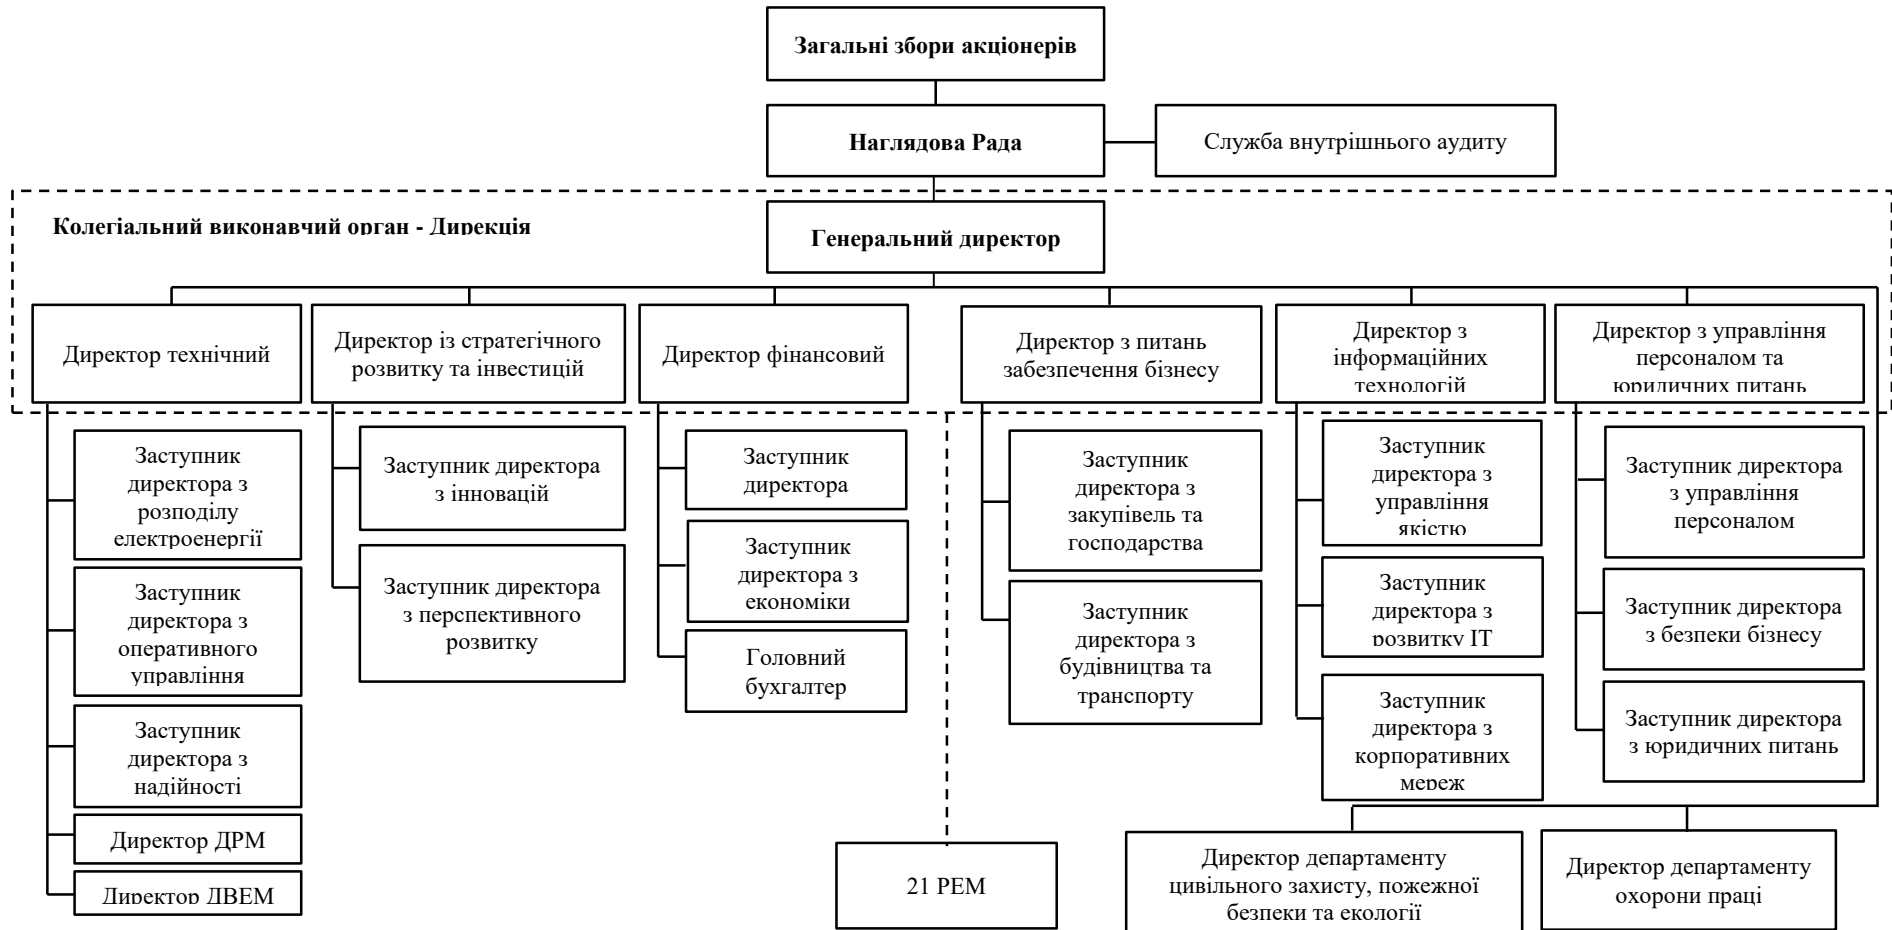 Загальні збори акціонерів
Наглядова Рада
Служба внутрішнього аудиту
Колегіальний виконавчий орган - Дирекція
Генеральний директор
Директор технічний
Директор із стратегічного
розвитку та інвестицій
Директор фінансовий
Директор з питань
забезпечення бізнесу
Директор з
інформаційних
технологій
Директор з управління
персоналом та
юридичних питань
Заступник
директора з
розподілу
електроенергії
Заступник
директора з
оперативного
управління
Заступник
директора з
надійності
Директор ДРМ
Директор ДВЕМ
Заступник директора
з інновацій
Заступник директора
з перспективного
розвитку
Заступник
директора
Заступник
директора з
економіки
Головний
бухгалтер
Заступник
директора з
закупівель та
господарства
Заступник
директора з
будівництва та
транспорту
Заступник
директора з
управління
якістю
Заступник
директора з
розвитку ІТ
Заступник
директора з
корпоративних
мереж
Заступник директора
з управління
персоналом
Заступник директора
з безпеки бізнесу
Заступник директора
з юридичних питань
21 РЕМ
Директор департаменту
цивільного захисту, пожежної
безпеки та екології
Директор департаменту
охорони праці